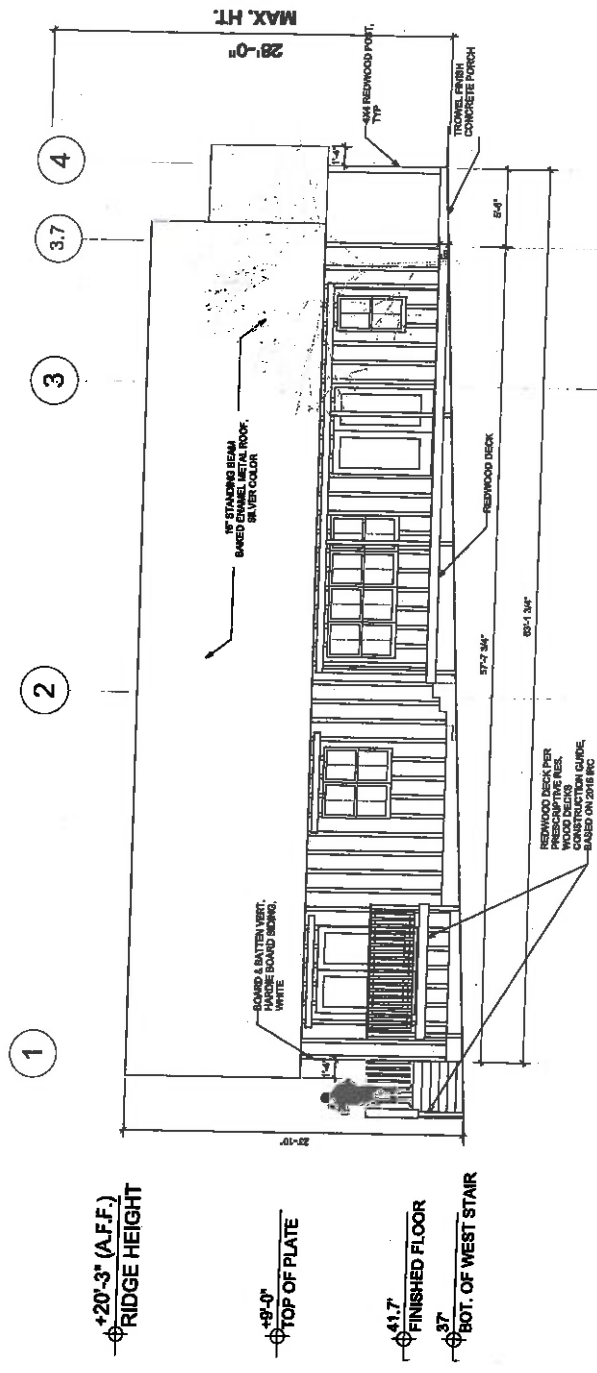 1
2
3
3.7
4
28'-0"
MAX. HT.
16" STANDING BEAM
BAKED ENAMEL METAL ROOF,
SILVER COLOR
4X4 REDWOOD POST,
TYP
TROWEL FINISH
CONCRETE PORCH
1'-4"
BOARD & BATTEN VERT.
HARDIE BOARD SIDING,
WHITE
1'-4"
23'-10"
REDWOOD DECK
REDWOOD DECK PER
PRESCRIPTIVE RES.
WOOD DECKS
CONSTRUCTION GUIDE,
BASED ON 2015 IRC
57'-7 3/4"
5'-6"
63'-1 3/4"
+20'-3" (A.F.F.)
RIDGE HEIGHT
+9'-0"
TOP OF PLATE
41.7'
FINISHED FLOOR
37'
BOT. OF WEST STAIR